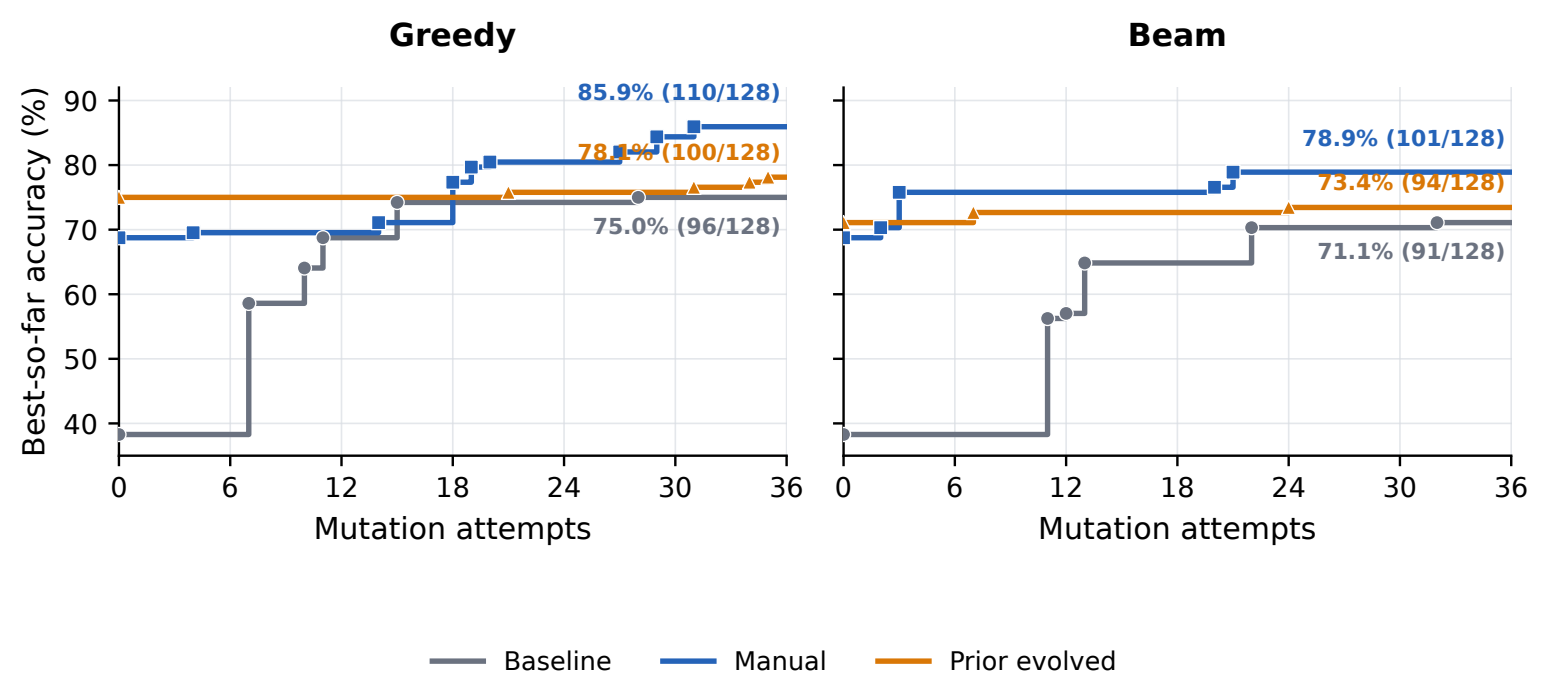 Greedy
Beam
Best-so-far accuracy (%)
90
80
70
60
50
40
85.9% (110/128)
78.1% (100/128)
75.0% (96/128)
78.9% (101/128)
73.4% (94/128)
71.1% (91/128)
0 6 12 18 24 30 36
0 6 12 18 24 30 36
Mutation attempts
Mutation attempts
Baseline
Manual
Prior evolved